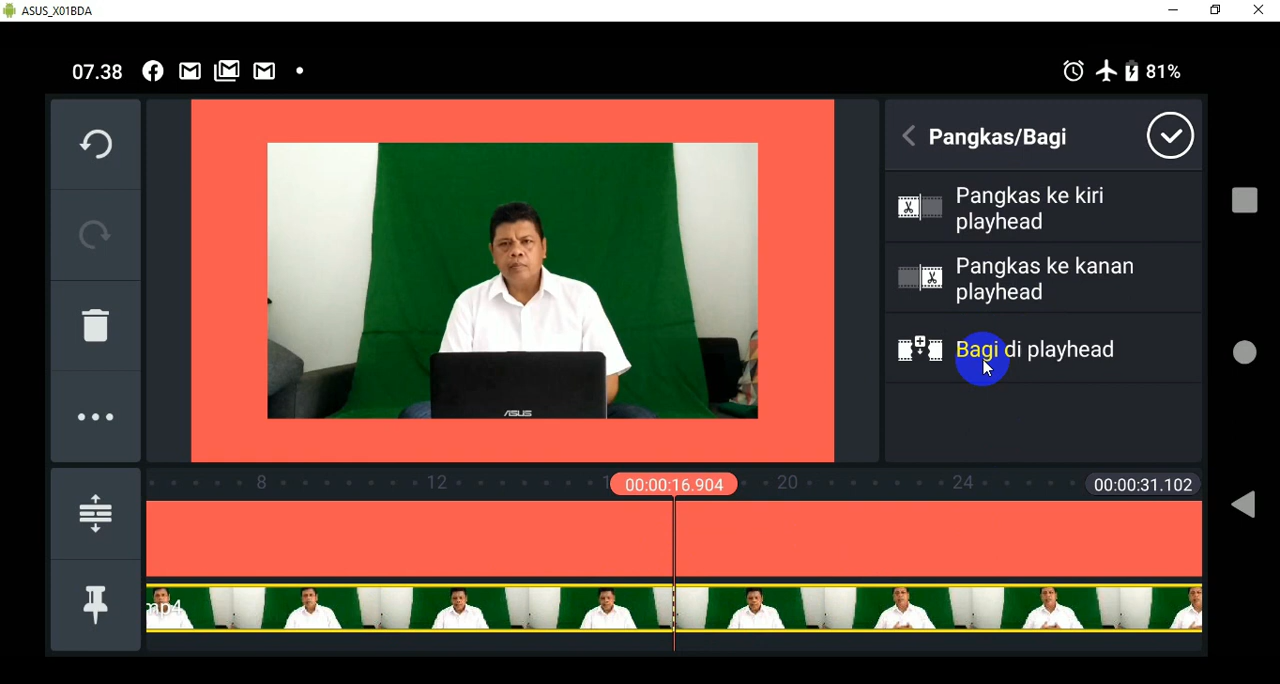 ASUS_X01BDA
07.38
81%
Pangkas/Bagi
Pangkas ke kiri
playhead
Pangkas ke kanan
playhead
Bagi di playhead
ASUS
8
12
00:00:16.904
20
24
00:00:31.102
mp4